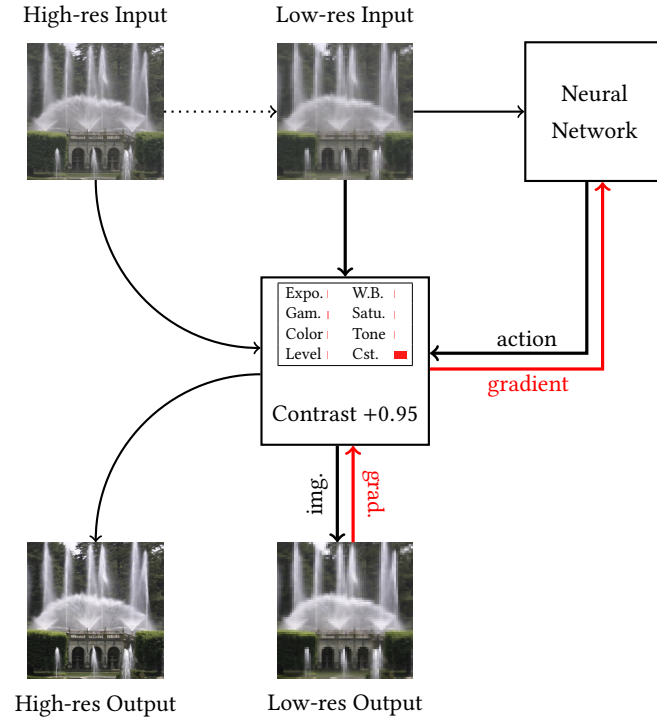 High-res Input
Low-res Input
Neural
Network
Expo.
W.B.
Gam.
Satu.
Color
Tone
Level
Cst.
action
gradient
Contrast +0.95
img.
grad.
High-res Output
Low-res Output